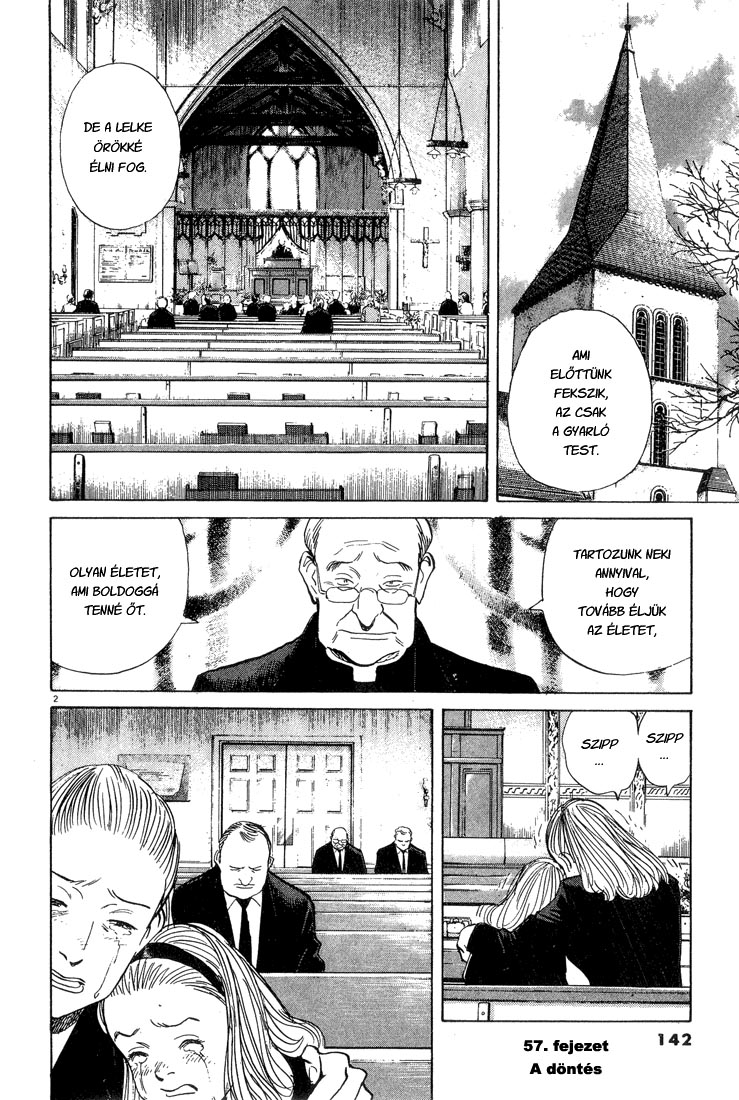 AMI
ELŐTTÜNK
FEKSZIK,
AZ CSAK
A GYARLÓ
TEST.
DE A LELKE
ÖRÖKKÉ
ÉLNI FOG.
TARTOZUNK NEKI
ANNYIVAL,
HOGY
TOVÁBB ÉLJÜK
AZ ÉLETET,
OLYAN ÉLETET,
AMI BOLDOGGÁ
TENNÉ ŐT.
2
SZIPP
...
SZIPP
...
142
57. fejezet
A döntés